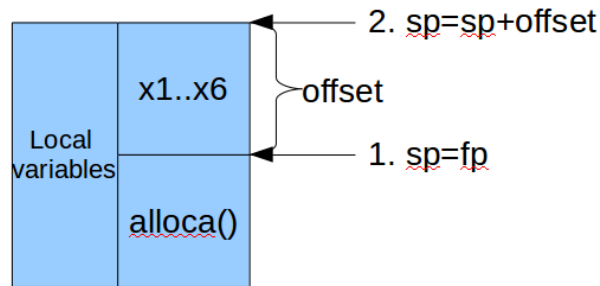 2. sp=sp+offset
x1..x6
offset
Local
variables
1. sp=fp
alloca()